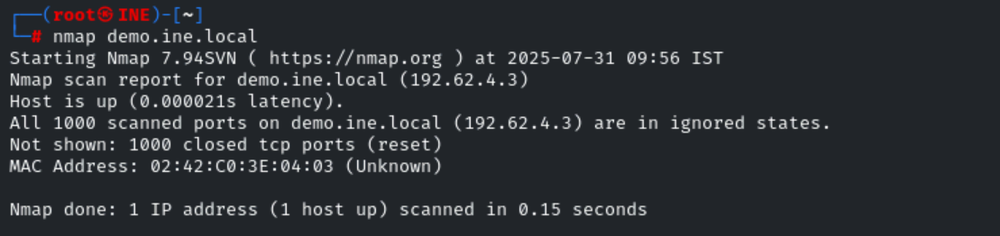 ┌──(root㉿INE)-[~]
└─# nmap demo.ine.local
Starting Nmap 7.94SVN ( https://nmap.org ) at 2025-07-31 09:56 IST
Nmap scan report for demo.ine.local (192.62.4.3)
Host is up (0.000021s latency).
All 1000 scanned ports on demo.ine.local (192.62.4.3) are in ignored states.
Not shown: 1000 closed tcp ports (reset)
MAC Address: 02:42:C0:3E:04:03 (Unknown)
Nmap done: 1 IP address (1 host up) scanned in 0.15 seconds